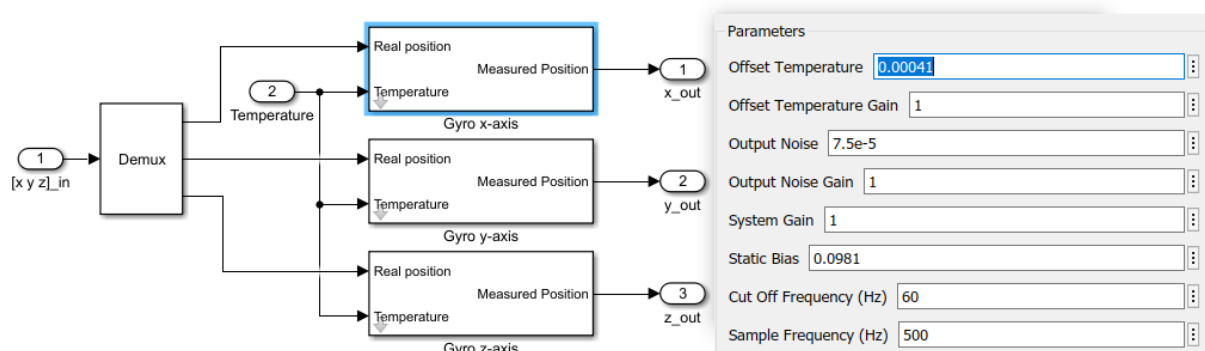 Real position
Measured Position
Temperature
1
x_out
Gyro x-axis
2
Temperature
1
[x y z]_in
Demux
Real position
Measured Position
Temperature
2
y_out
Gyro y-axis
Real position
Measured Position
Temperature
3
z_out
Gyro z-axis
Parameters
Offset Temperature 0.00041
Offset Temperature Gain 1
Output Noise 7.5e-5
Output Noise Gain 1
System Gain 1
Static Bias 0.0981
Cut Off Frequency (Hz) 60
Sample Frequency (Hz) 500